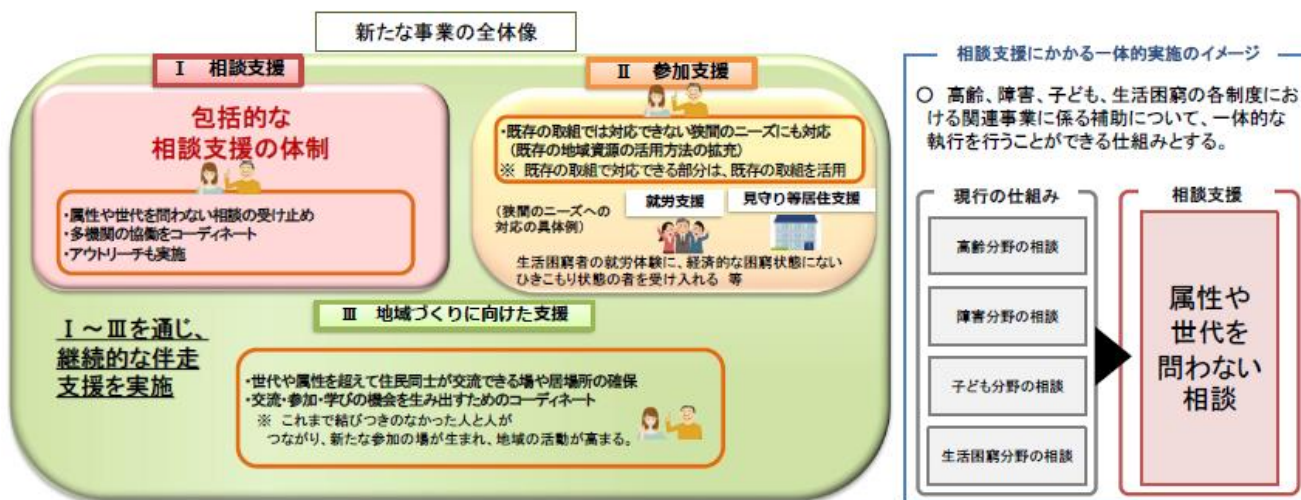 新たな事業の全体像
Ⅰ 相談支援
包括的な
相談支援の体制
・属性や世代を問わない相談の受け止め
・多機関の協働をコーディネート
・アウトリーチも実施
Ⅱ 参加支援
・既存の取組では対応できない狭間のニーズにも対応
(既存の地域資源の活用方法の拡充)
※ 既存の取組で対応できる部分は、既存の取組を活用
(狭間のニーズへの
対応の具体例)
就労支援
見守り等居住支援
生活困窮者の就労体験に、経済的な困窮状態にない
ひきこもり状態の者を受け入れる 等
Ⅲ 地域づくりに向けた支援
Ⅰ～Ⅲを通じ、
継続的な伴走
支援を実施
・世代や属性を超えて住民同士が交流できる場や居場所の確保
・交流・参加・学びの機会を生み出すためのコーディネート
※ これまで結びつきのなかった人と人が
つながり、新たな参加の場が生まれ、地域の活動が高まる。
相談支援にかかる一体的実施のイメージ
○ 高齢、障害、子ども、生活困窮の各制度にお
ける関連事業に係る補助について、一体的な
執行を行うことができる仕組みとする。
現行の仕組み
高齢分野の相談
障害分野の相談
子ども分野の相談
生活困窮分野の相談
相談支援
属性や
世代を
問わない
相談